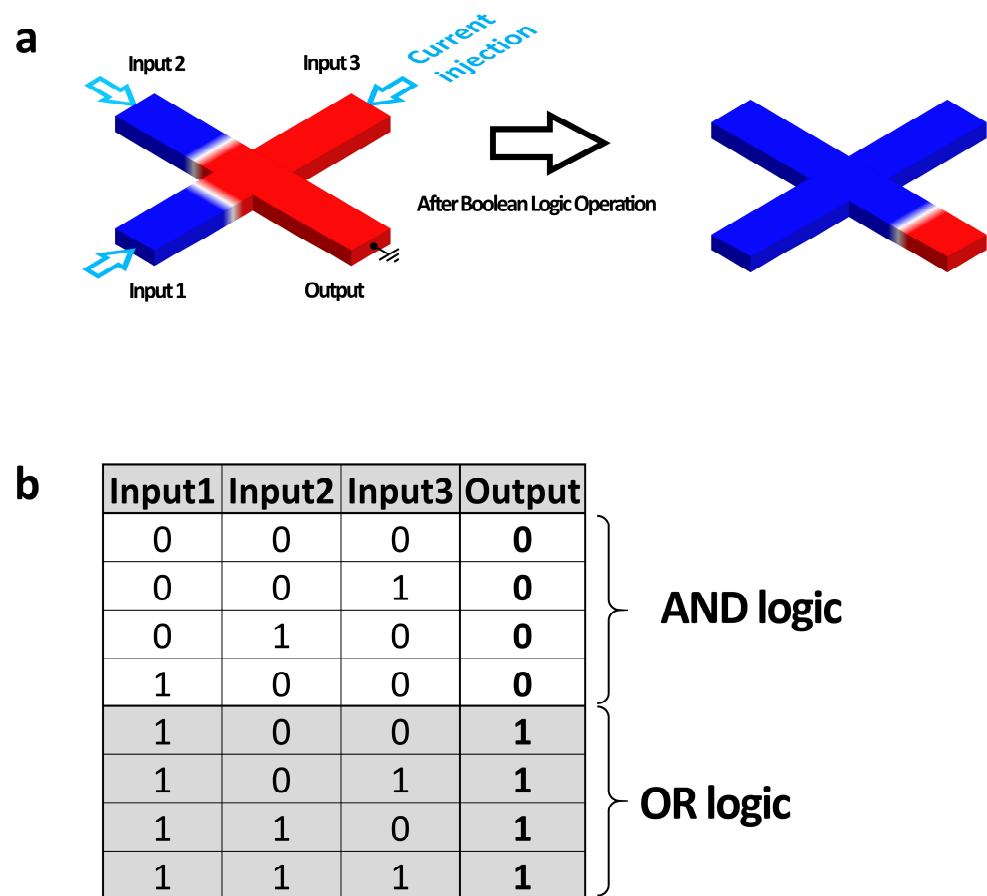 a
Input 2
Input 3
Current
injection
After Boolean Logic Operation
Input 1
Output
b
Input1 Input2 Input3 Output
0 0 0 0
0 0 1 0
0 1 0 0
1 0 0 0
1 0 0 1
1 0 1 1
1 1 0 1
1 1 1 1
AND logic
OR logic